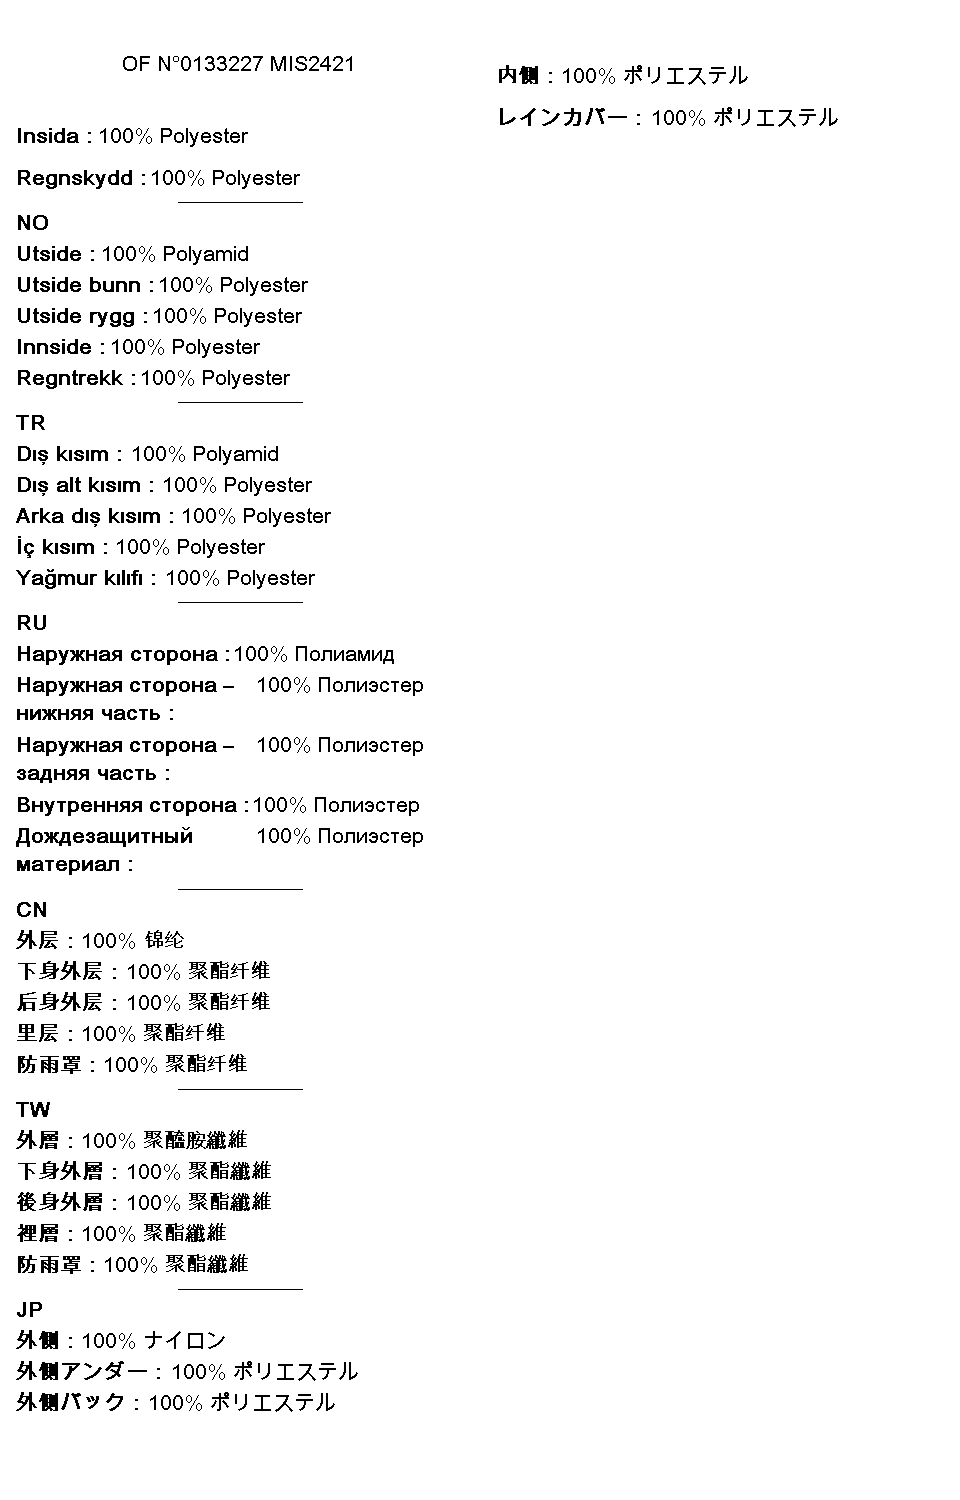 OF N°0133227 MIS2421
Insida : 100% Polyester
Regnskydd : 100% Polyester
NO
Utside : 100% Polyamid
Utside bunn : 100% Polyester
Utside rygg : 100% Polyester
Innside : 100% Polyester
Regntrekk : 100% Polyester
TR
Dış kısım : 100% Polyamid
Dış alt kısım : 100% Polyester
Arka dış kısım : 100% Polyester
İç kısım : 100% Polyester
Yağmur kılıfı : 100% Polyester
RU
Наружная сторона : 100% Полиамид
Наружная сторона – 100% Полиэстер
нижняя часть :
Наружная сторона – 100% Полиэстер
задняя часть :
Внутренняя сторона : 100% Полиэстер
Дождезащитный 100% Полиэстер
материал :
CN
外层 : 100% 锦纶
下身外层 : 100% 聚酯纤维
后身外层 : 100% 聚酯纤维
里层 : 100% 聚酯纤维
防雨罩 : 100% 聚酯纤维
TW
外層 : 100% 聚醯胺纖維
下身外層 : 100% 聚酯纖維
後身外層 : 100% 聚酯纖維
裡層 : 100% 聚酯纖維
防雨罩 : 100% 聚酯纖維
JP
外側 : 100% ナイロン
外側アンダー : 100% ポリエステル
外側バック : 100% ポリエステル
内側 : 100% ポリエステル
レインカバー : 100% ポリエステル